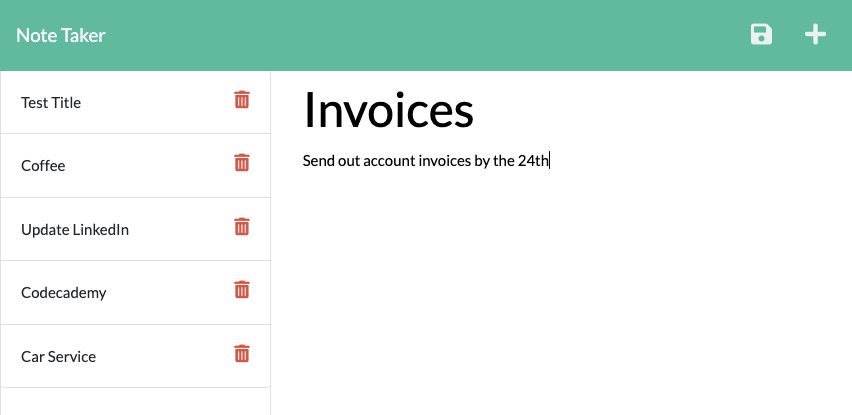 Note Taker
Test Title
Coffee
Update LinkedIn
Codecademy
Car Service
Invoices
Send out account invoices by the 24th